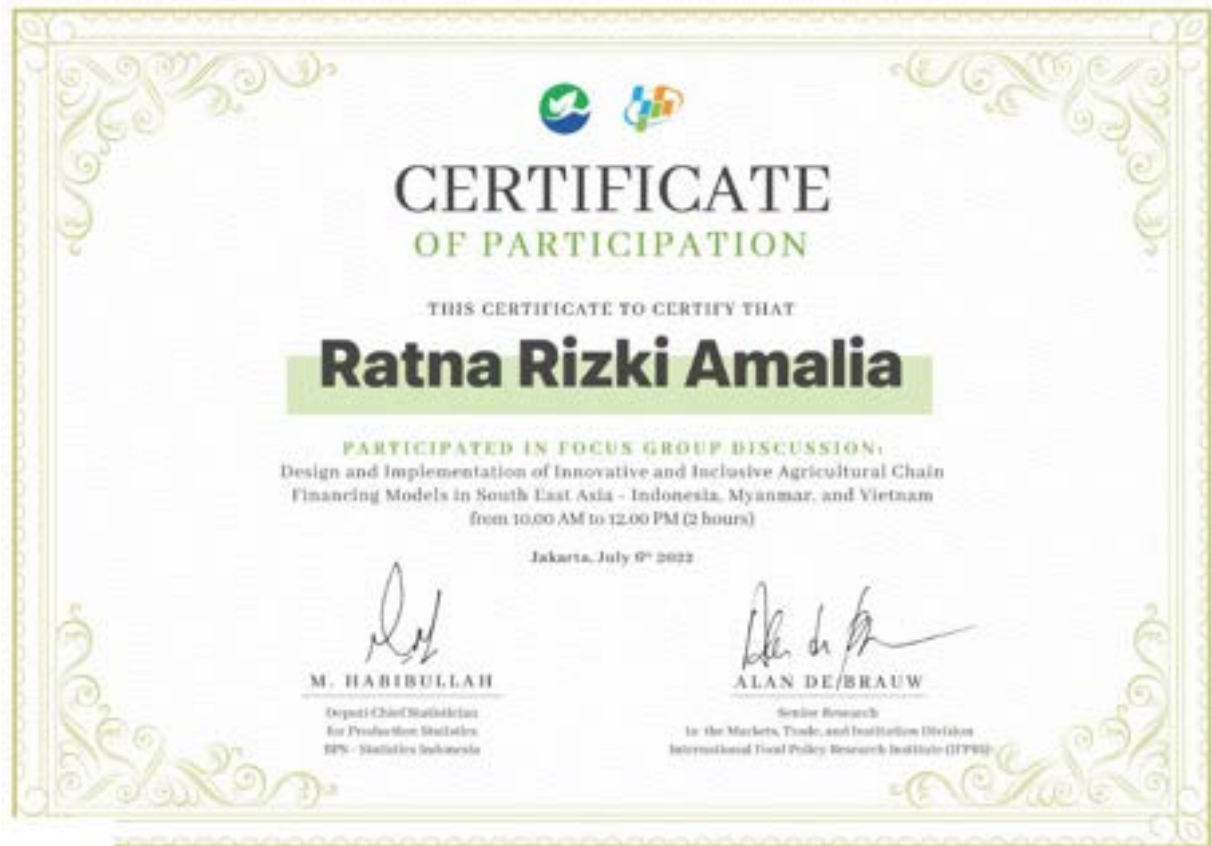 CERTIFICATE
OF PARTICIPATION
THIS CERTIFICATE TO CERTIFY THAT
Ratna Rizki Amalia
PARTICIPATED IN FOCUS GROUP DISCUSSION:
Design and Implementation of Innovative and Inclusive Agricultural Chain
Financing Models in South East Asia - Indonesia, Myanmar, and Vietnam
from 10.00 AM to 12.00 PM (2 hours)
Jakarta, July 2022
M. HABIBULLAH
Deputi Chief Statistician
for Production Statistics
BPS - Statistics Indonesia
ALAN DE BRAUW
Senior Research
in the Markets, Trade, and Institution Division
International Food Policy Research Institute (IFPRI)